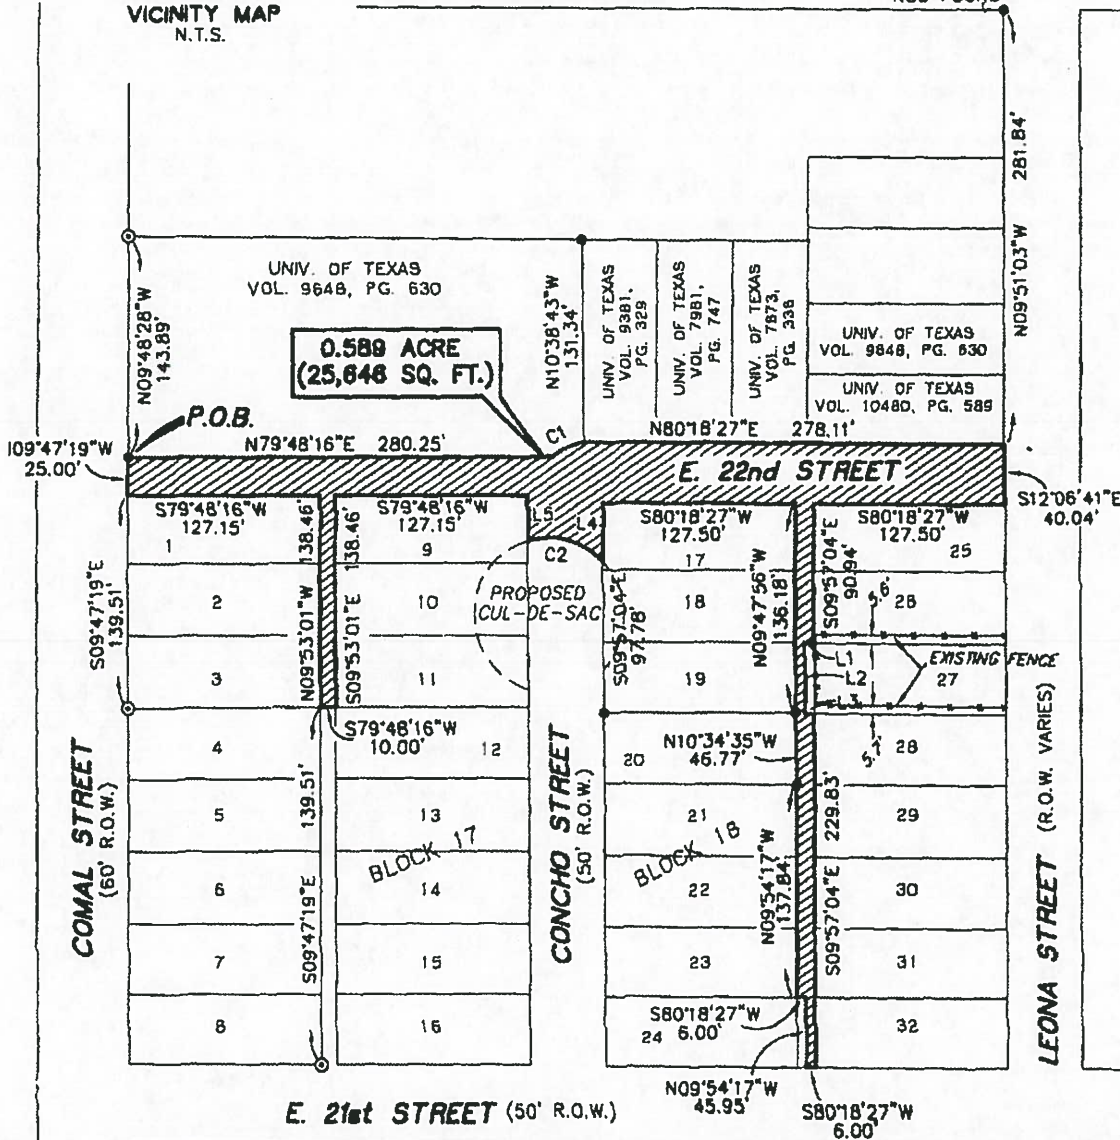 VICINITY MAP
N.T.S.
281.84'
N09°51'03"W
UNIV. OF TEXAS
VOL. 9648, PG. 630
N09°48'28"W
143.89'
0.589 ACRE
(25,646 SQ. FT.)
N10°38'43"W
131.34'
UNIV. OF TEXAS
VOL. 9381,
PG. 329
UNIV. OF TEXAS
VOL. 7981,
PG. 747
UNIV. OF TEXAS
VOL. 7873,
PG. 338
UNIV. OF TEXAS
VOL. 9648, PG. 630
UNIV. OF TEXAS
VOL. 10480, PG. 589
P.O.B.
N79°48'16"E 280.25'
C1
N80°18'27"E 278.11'
09°47'19"W
25.00'
E. 22nd STREET
S12°06'41"E
40.04'
S79°48'16"W
127.15'
S79°48'16"W
127.15'
L5
L4
C2
S80°18'27"W
127.50'
S80°18'27"W
127.50'
S09°47'19"E
139.51'
N09°53'01"W 138.46'
S09°53'01"E 138.46'
PROPOSED
CUL-DE-SAC
S09°57'04"E
97.78'
N09°47'56"W
136.18'
S09°57'04"E
90.94'
5.6'
1
2
3
4
5
6
7
8
9
10
11
12
13
14
15
16
17
18
19
20
21
22
23
24
25
26
27
28
29
30
31
32
L1
L2
L3
EXISTING FENCE
5.7'
S79°48'16"W
10.00'
N10°34'35"W
46.77'
139.51'
S09°47'19"E
BLOCK 17
BLOCK 18
N09°54'17"W
137.84'
S09°57'04"E 229.83'
COMAL STREET
(60' R.O.W.)
CONCHO STREET
(50' R.O.W.)
LEONA STREET (R.O.W. VARIES)
S80°18'27"W
6.00'
N09°54'17"W
45.95'
S80°18'27"W
6.00'
E. 21st STREET (50' R.O.W.)